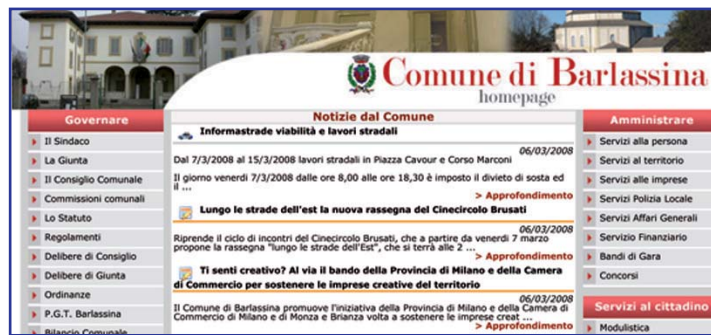 Comune di Barlassina
homepage
Governare
Il Sindaco
La Giunta
Il Consiglio Comunale
Commissioni comunali
Lo Statuto
Regolamenti
Delibere di Consiglio
Delibere di Giunta
Ordinanze
P.G.T. Barlassina
Bilancio Comunale
Notizie dal Comune
Informastrade viabilità e lavori stradali
06/03/2008
Dal 7/3/2008 al 15/3/2008 lavori stradali in Piazza Cavour e Corso Marconi
Il giorno venerdi 7/3/2008 dalle ore 8,00 alle ore 18,30 è imposto il divieto di sosta ed
il ...
> Approfondimento
Lungo le strade dell'est la nuova rassegna del Cinecircolo Brusati
06/03/2008
Riprende il ciclo di incontri del Cinecircolo Brusati, che a partire da venerdi 7 marzo
propone la rassegna "lungo le strade dell'Est", che si terrà alle 2 ...
> Approfondimento
Ti senti creativo? Al via il bando della Provincia di Milano e della Camera
di Commercio per sostenere le imprese creative del territorio
06/03/2008
Il Comune di Barlassina promuove l'iniziativa della Provincia di Milano e della Camera di
Commercio di Milano e di Monza e Brianza volta a sostenere le imprese creat ...
> Approfondimento
Amministrare
Servizi alla persona
Servizi al territorio
Servizi alle imprese
Servizi Polizia Locale
Servizi Affari Generali
Servizio Finanziario
Bandi di Gara
Concorsi
Servizi al cittadino
Modulistica